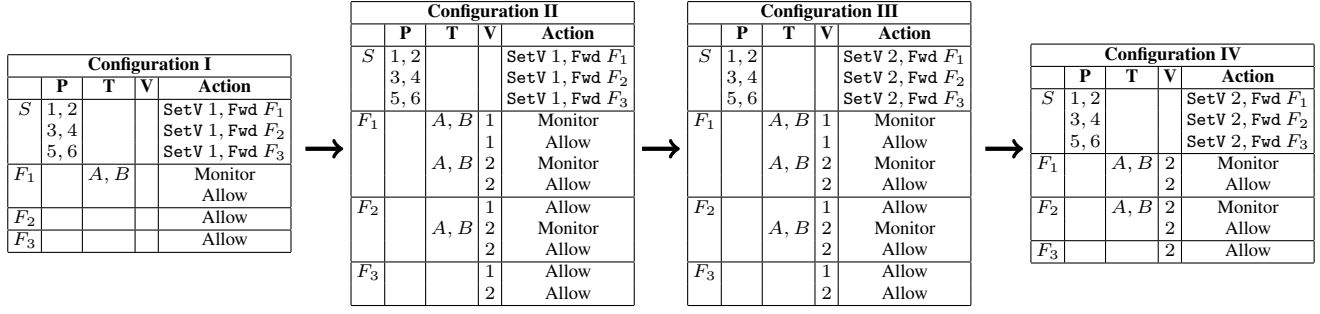 Configuration I
P T V Action
S 1, 2 SetV 1, Fwd F1
3, 4 SetV 1, Fwd F2
5, 6 SetV 1, Fwd F3
F1 A, B Monitor
Allow
F2 Allow
F3 Allow
Configuration II
P T V Action
S 1, 2 SetV 1, Fwd F1
3, 4 SetV 1, Fwd F2
5, 6 SetV 1, Fwd F3
F1 A, B 1 Monitor
1 Allow
A, B 2 Monitor
2 Allow
F2 1 Allow
A, B 2 Monitor
2 Allow
F3 1 Allow
2 Allow
Configuration III
P T V Action
S 1, 2 SetV 2, Fwd F1
3, 4 SetV 2, Fwd F2
5, 6 SetV 2, Fwd F3
F1 A, B 1 Monitor
1 Allow
A, B 2 Monitor
2 Allow
F2 1 Allow
A, B 2 Monitor
2 Allow
F3 1 Allow
2 Allow
Configuration IV
P T V Action
S 1, 2 SetV 2, Fwd F1
3, 4 SetV 2, Fwd F2
5, 6 SetV 2, Fwd F3
F1 A, B 2 Monitor
2 Allow
F2 A, B 2 Monitor
2 Allow
F3 2 Allow